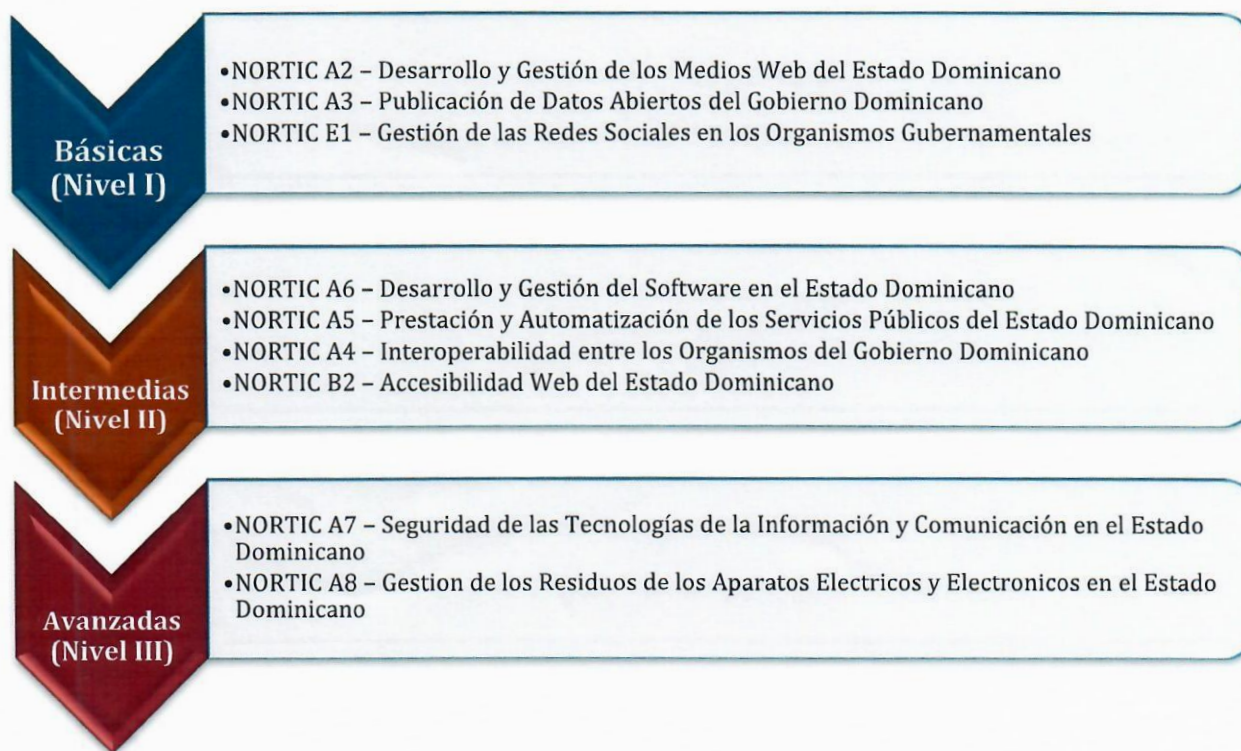 Básicas
(Nivel I)
•NORTIC A2 – Desarrollo y Gestión de los Medios Web del Estado Dominicano
•NORTIC A3 – Publicación de Datos Abiertos del Gobierno Dominicano
•NORTIC E1 – Gestión de las Redes Sociales en los Organismos Gubernamentales
Intermedias
(Nivel II)
•NORTIC A6 – Desarrollo y Gestión del Software en el Estado Dominicano
•NORTIC A5 – Prestación y Automatización de los Servicios Públicos del Estado Dominicano
•NORTIC A4 – Interoperabilidad entre los Organismos del Gobierno Dominicano
•NORTIC B2 – Accesibilidad Web del Estado Dominicano
Avanzadas
(Nivel III)
•NORTIC A7 – Seguridad de las Tecnologías de la Información y Comunicación en el Estado
Dominicano
•NORTIC A8 – Gestion de los Residuos de los Aparatos Electricos y Electronicos en el Estado
Dominicano